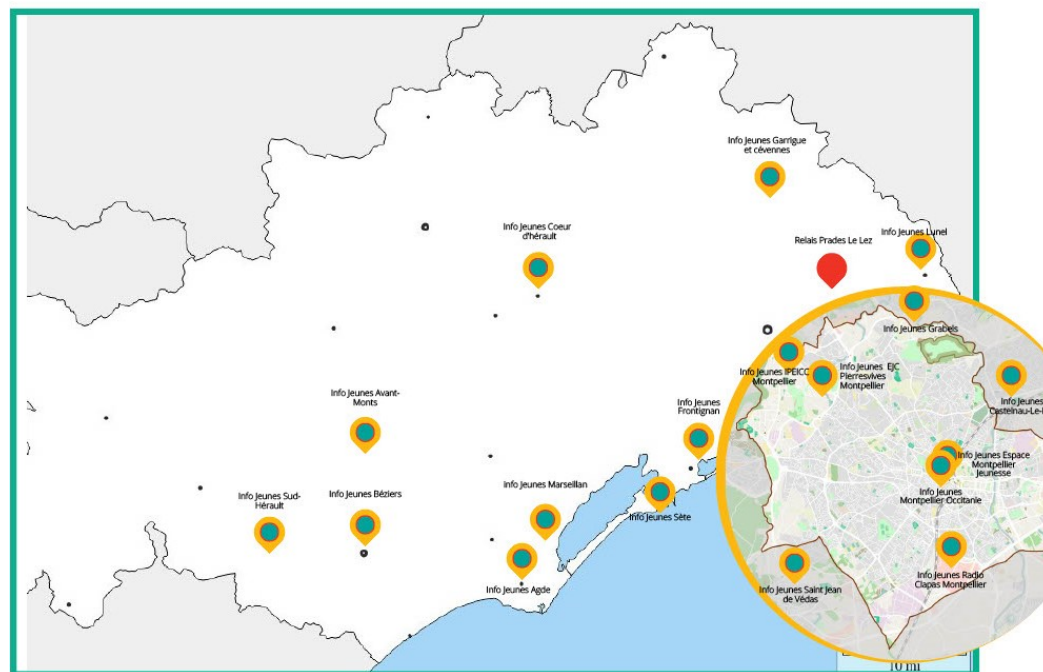 Info Jeunes Garrigue
et cévennes
Info Jeunes Coeur
d'hérault
Info Jeunes Lunel
Relais Prades Le Lez
Info Jeunes Grabels
Info Jeunes IPEICC
Montpellier
Info Jeunes EJC
Pierresvives
Montpellier
Info Jeunes
Info Jeunes Avant-
Monts
Info Jeunes
Frontignan
Info Jeunes Espace
Montpellier
Jeunesse
Info Jeunes
Montpellier Occitanie
Info Jeunes Sud-
Hérault
Info Jeunes Béziers
Info Jeunes Marseillan
Info Jeunes Sète
Info Jeunes Agde
Info Jeunes Radio
Clapas Montpellier
Info Jeunes Saint Jean
de Védas
10 mi